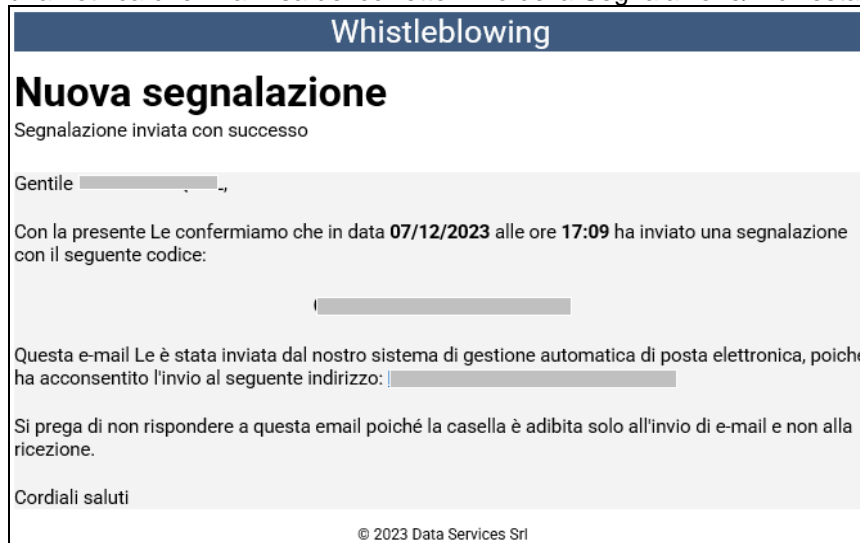 Whistleblowing
Nuova segnalazione
Segnalazione inviata con successo
Gentile
Con la presente Le confermiamo che in data 07/12/2023 alle ore 17:09 ha inviato una segnalazione
con il seguente codice:
Questa e-mail Le è stata inviata dal nostro sistema di gestione automatica di posta elettronica, poiché
ha acconsentito l'invio al seguente indirizzo:
Si prega di non rispondere a questa email poiché la casella è adibita solo all'invio di e-mail e non alla
ricezione.
Cordiali saluti
© 2023 Data Services Srl